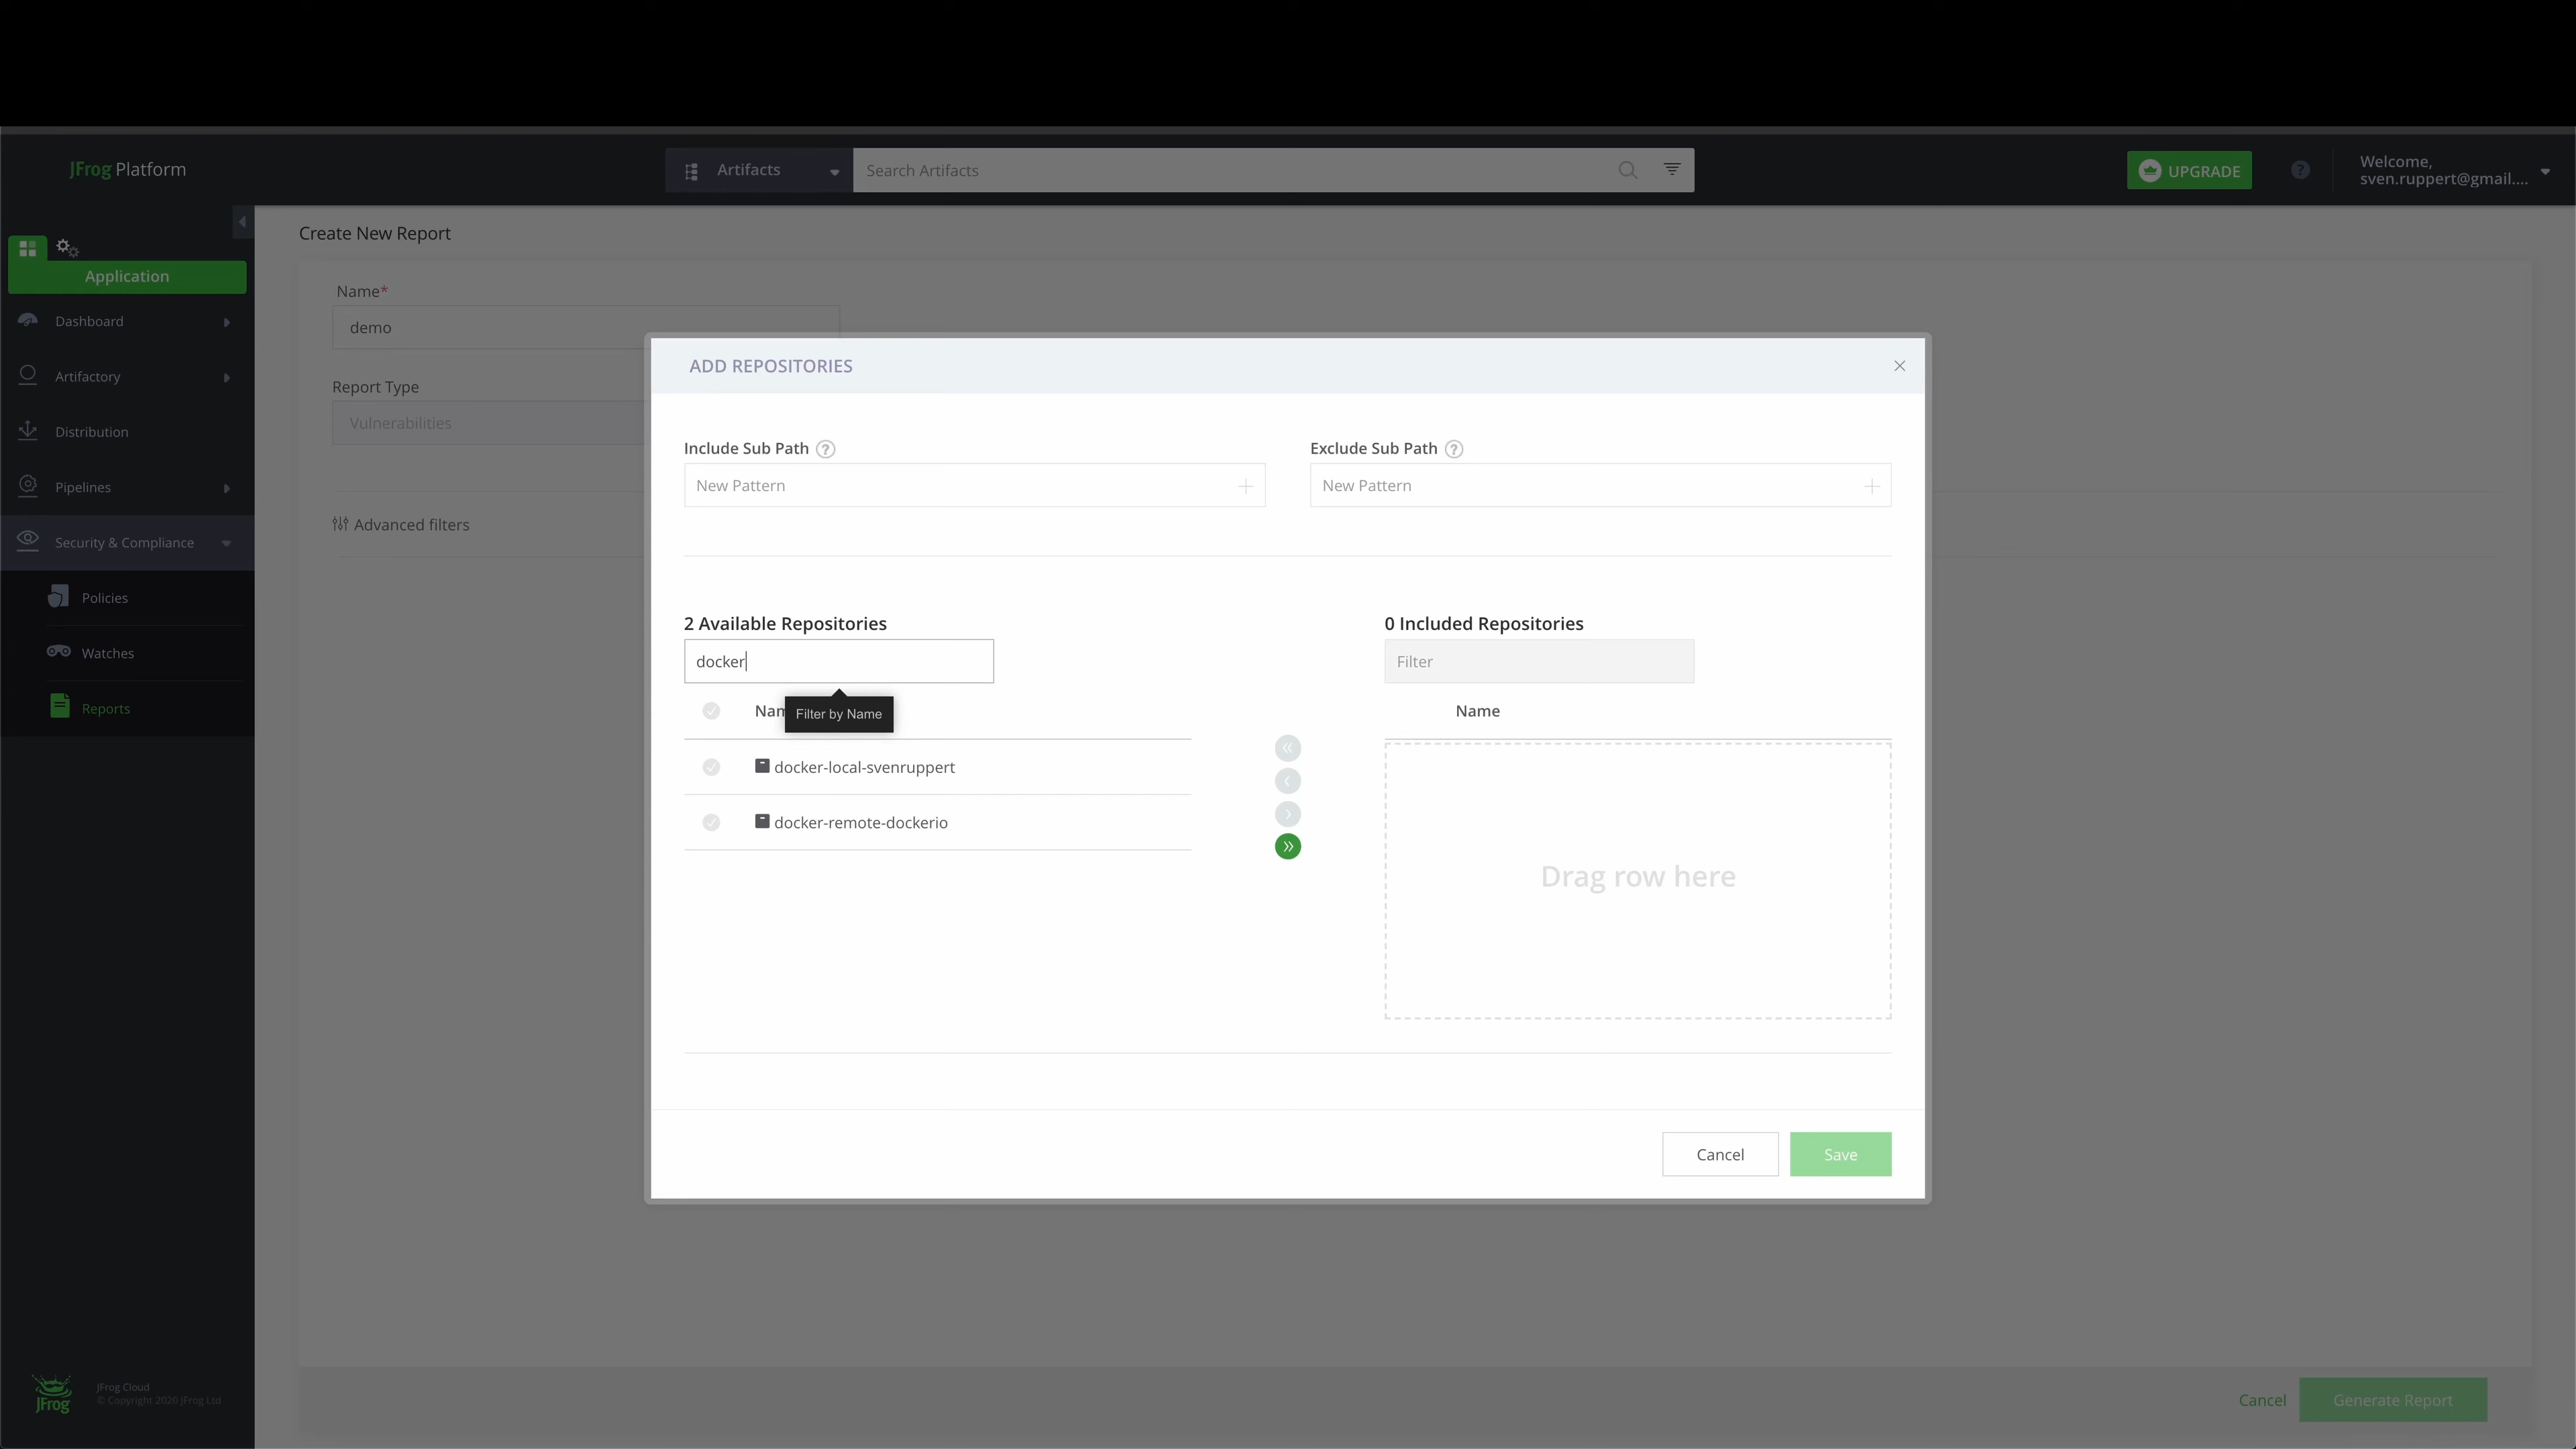 JFrog Platform
Artifacts
Search Artifacts
UPGRADE
?
Welcome,
sven.ruppert@gmail....
Application
Dashboard
Artifactory
Distribution
Pipelines
Security & Compliance
Policies
Watches
Reports
JFrog
JFrog Cloud
© Copyright 2020 JFrog Ltd
Create New Report
Name*
demo
Report Type
Vulnerabilities
Advanced filters
ADD REPOSITORIES
Include Sub Path ?
New Pattern
Exclude Sub Path ?
New Pattern
2 Available Repositories
docker
Filter by Name
docker-local-svenruppert
docker-remote-dockerio
0 Included Repositories
Filter
Name
Drag row here
Cancel
Save
Cancel
Generate Report